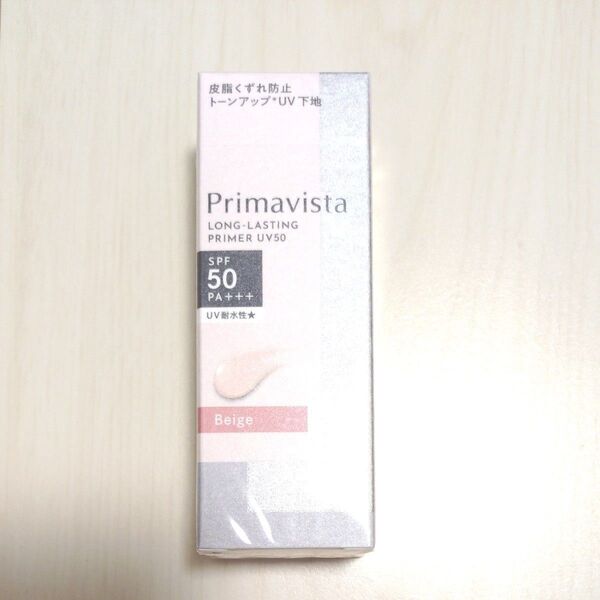 皮脂くずれ防止
トーンアップ*UV下地
Primavista
LONG-LASTING
PRIMER UV50
SPF
50
PA+++
UV耐水性★
Beige